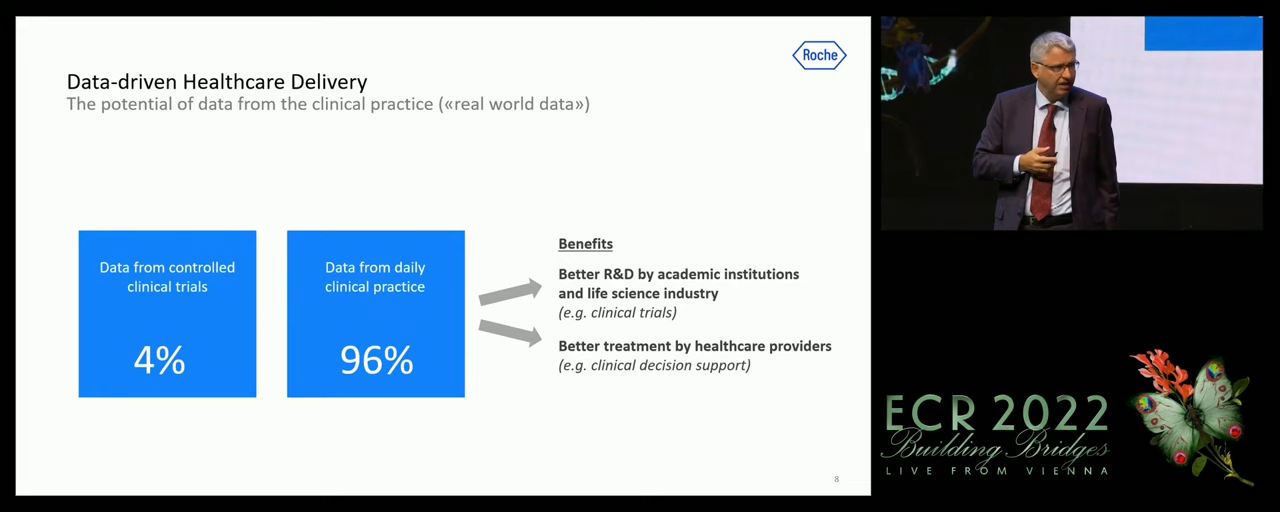 Roche
Data-driven Healthcare Delivery
The potential of data from the clinical practice («real world data»)
Data from controlled
clinical trials
4%
Data from daily
clinical practice
96%
Benefits
Better R&D by academic institutions
and life science industry
(e.g. clinical trials)
Better treatment by healthcare providers
(e.g. clinical decision support)
8
ECR 2022
Building Bridges
LIVE FROM VIENNA